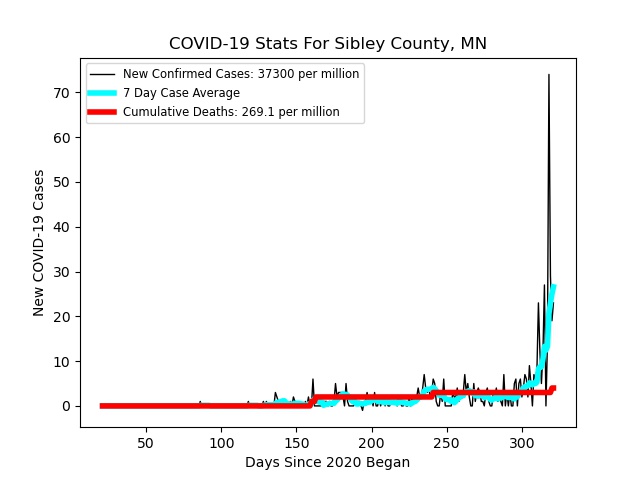 COVID-19 Stats For Sibley County, MN
New Confirmed Cases: 37300 per million
7 Day Case Average
Cumulative Deaths: 269.1 per million
New COVID-19 Cases
70
60
50
40
30
20
10
0
50 100 150 200 250 300
Days Since 2020 Began